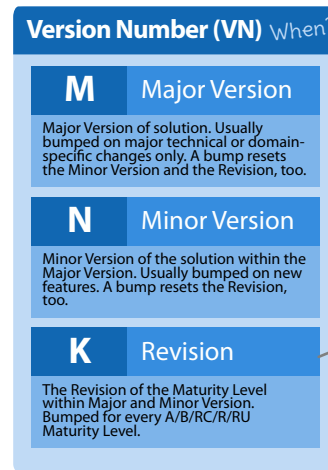 Version Number (VN) When?
M Major Version
Major Version of solution. Usually
bumped on major technical or domain-
specific changes only. A bump resets
the Minor Version and the Revision, too.
N Minor Version
Minor Version of the solution within the
Major Version. Usually bumped on new
features. A bump resets the Revision,
too.
K Revision
The Revision of the Maturity Level
within Major and Minor Version.
Bumped for every A/B/RC/R/RU
Maturity Level.